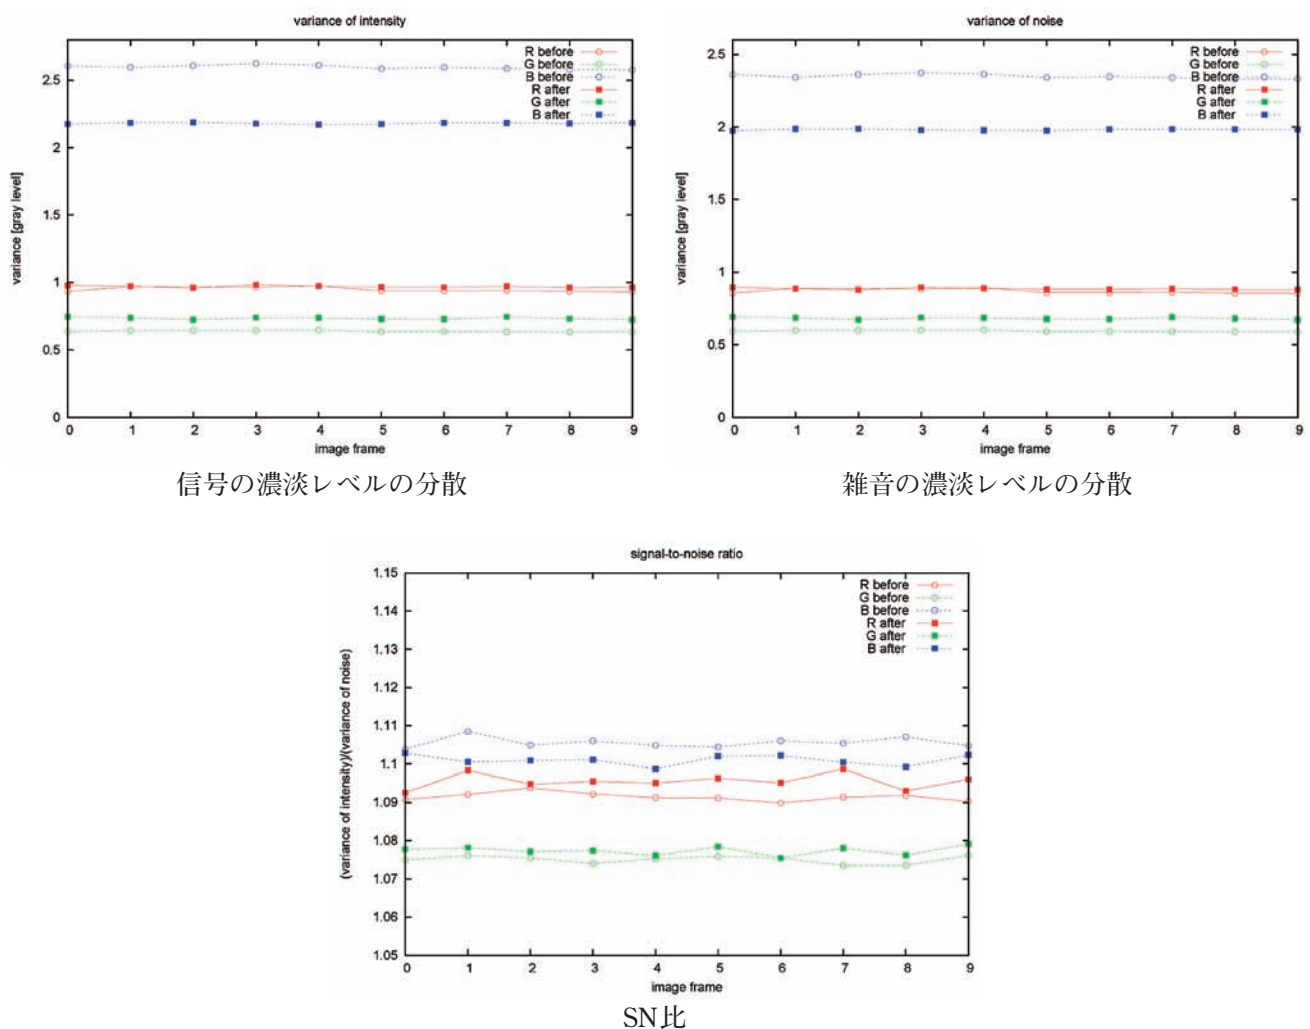 variance of intensity
R before
G before
B before
R after
G after
B after
variance [gray level]
2.5
2
1.5
1
0.5
0
0 1 2 3 4 5 6 7 8 9
image frame
信号の濃淡レベルの分散
variance of noise
R before
G before
B before
R after
G after
B after
variance [gray level]
2.5
2
1.5
1
0.5
0
0 1 2 3 4 5 6 7 8 9
image frame
雑音の濃淡レベルの分散
signal-to-noise ratio
R before
G before
B before
R after
G after
B after
(variance of intensity)/(variance of noise)
1.15
1.14
1.13
1.12
1.11
1.1
1.09
1.08
1.07
1.06
1.05
0 1 2 3 4 5 6 7 8 9
image frame
SN比